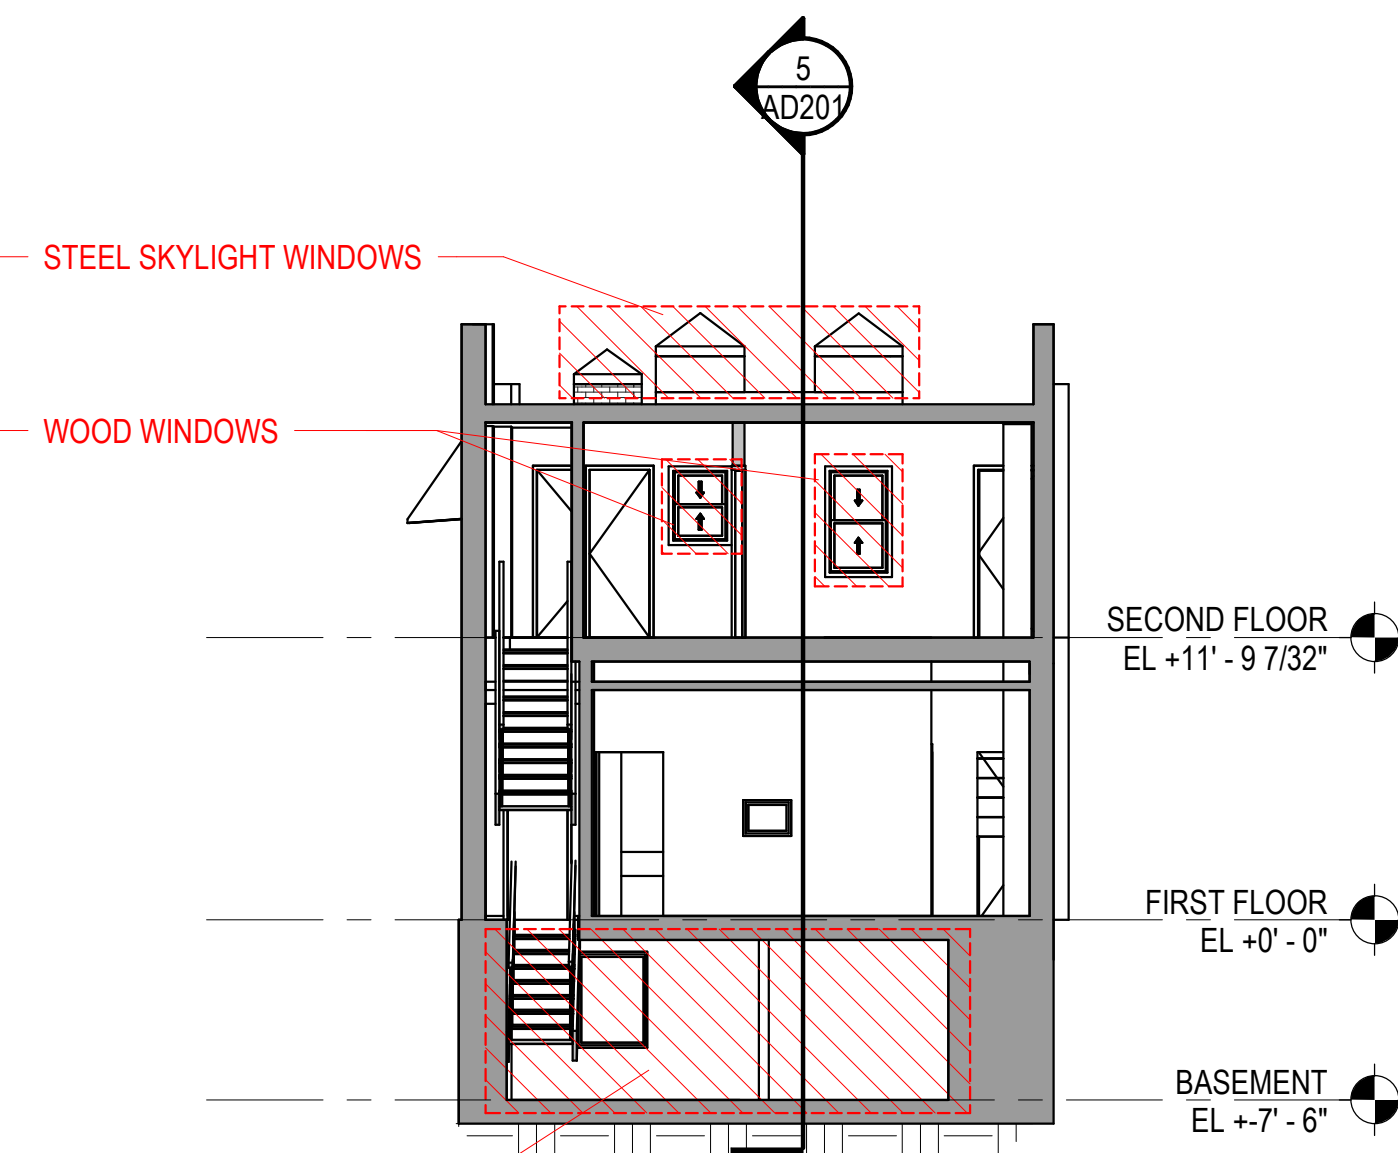 5
AD201
STEEL SKYLIGHT WINDOWS
WOOD WINDOWS
SECOND FLOOR
EL +11' - 9 7/32"
FIRST FLOOR
EL +0' - 0"
BASEMENT
EL +-7' - 6"